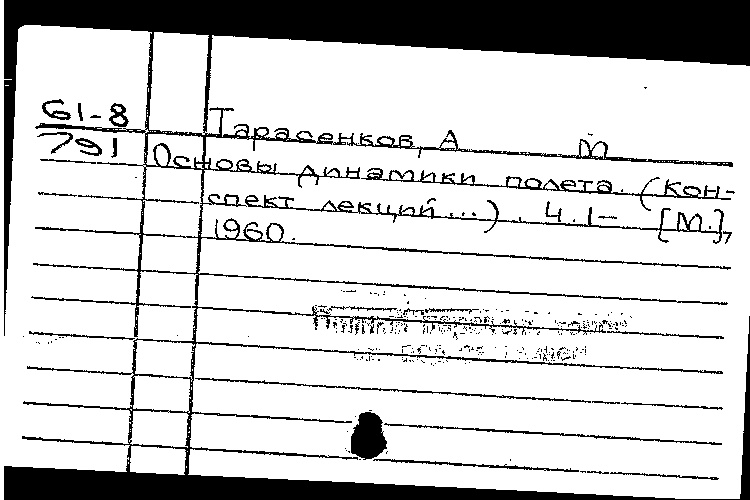 61-8
791
Тарасенков, А М
Основы динамики полета. (Кон-
спект лекций...). Ч.1- [М.],
1960.